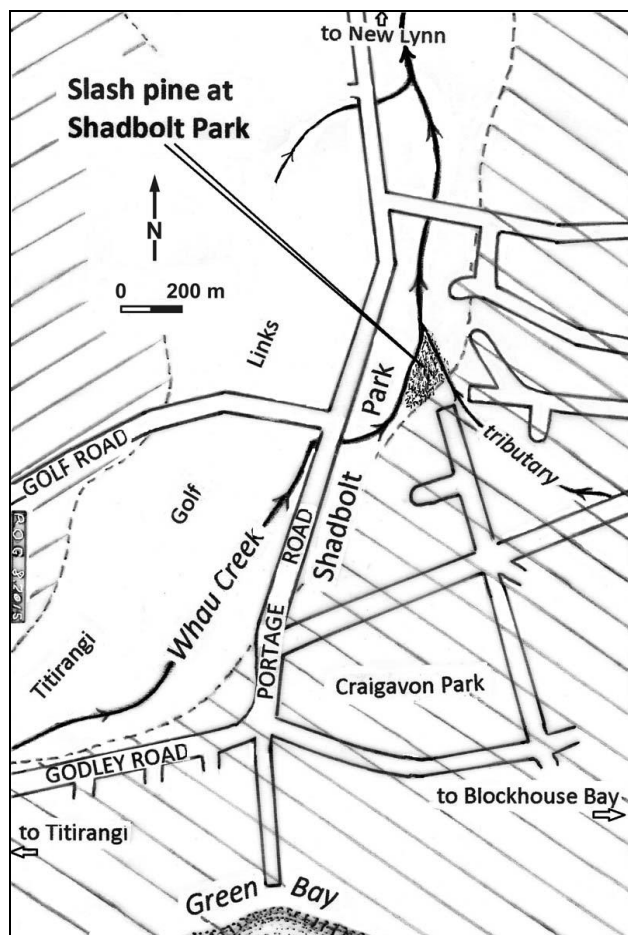 to New Lynn
Slash pine at
Shadbolt Park
N
0 200 m
Links
Park
GOLF ROAD
tributary
Golf
Shadbolt
ROAD
Whau Creek
PORTAGE
Titirangi
Craigavon Park
GODLEY ROAD
to Blockhouse Bay
to Titirangi
Green Bay